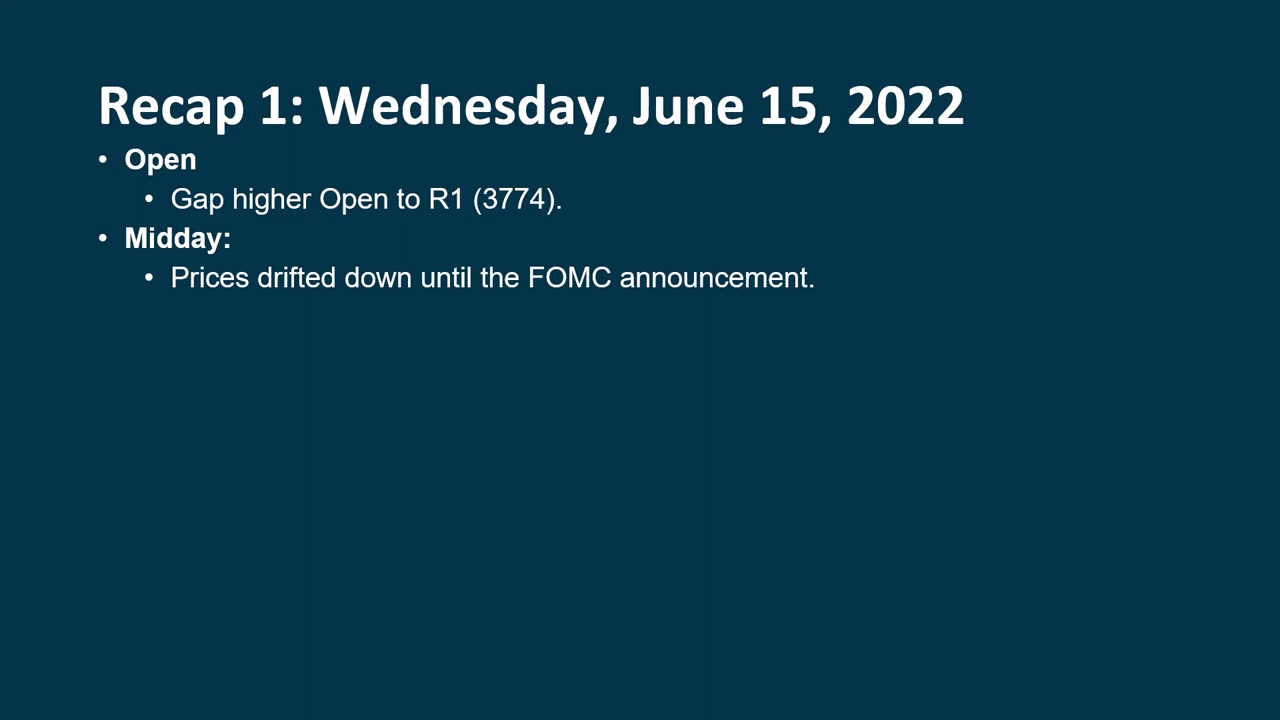 Recap 1: Wednesday, June 15, 2022
• Open
• Gap higher Open to R1 (3774).
• Midday:
• Prices drifted down until the FOMC announcement.